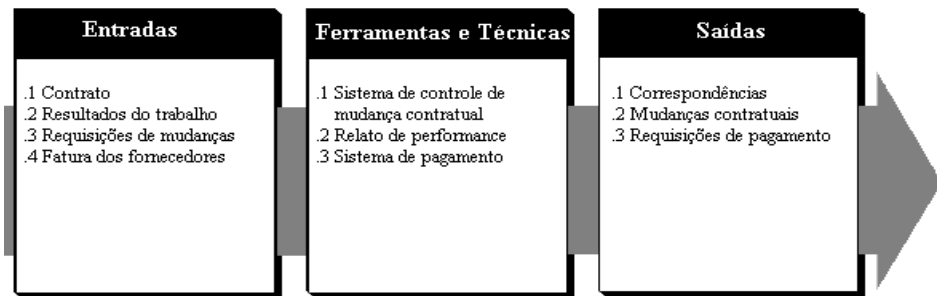 Entradas
.1 Contrato
.2 Resultados do trabalho
.3 Requisições de mudanças
.4 Fatura dos fornecedores
Ferramentas e Técnicas
.1 Sistema de controle de
mudança contratual
.2 Relato de performance
.3 Sistema de pagamento
Saídas
.1 Correspondências
.2 Mudanças contratuais
.3 Requisições de pagamento